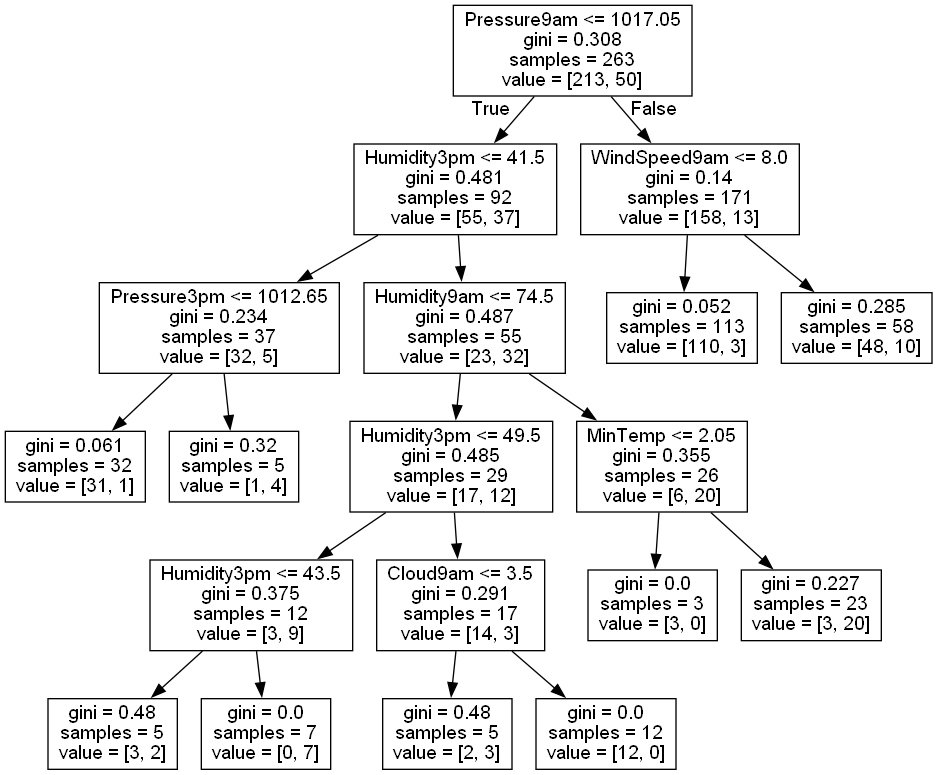 Pressure9am <= 1017.05
gini = 0.308
samples = 263
value = [213, 50]
True
False
Humidity3pm <= 41.5
gini = 0.481
samples = 92
value = [55, 37]
WindSpeed9am <= 8.0
gini = 0.14
samples = 171
value = [158, 13]
Pressure3pm <= 1012.65
gini = 0.234
samples = 37
value = [32, 5]
Humidity9am <= 74.5
gini = 0.487
samples = 55
value = [23, 32]
gini = 0.052
samples = 113
value = [110, 3]
gini = 0.285
samples = 58
value = [48, 10]
gini = 0.061
samples = 32
value = [31, 1]
gini = 0.32
samples = 5
value = [1, 4]
Humidity3pm <= 49.5
gini = 0.485
samples = 29
value = [17, 12]
MinTemp <= 2.05
gini = 0.355
samples = 26
value = [6, 20]
Humidity3pm <= 43.5
gini = 0.375
samples = 12
value = [3, 9]
Cloud9am <= 3.5
gini = 0.291
samples = 17
value = [14, 3]
gini = 0.0
samples = 3
value = [3, 0]
gini = 0.227
samples = 23
value = [3, 20]
gini = 0.48
samples = 5
value = [3, 2]
gini = 0.0
samples = 7
value = [0, 7]
gini = 0.48
samples = 5
value = [2, 3]
gini = 0.0
samples = 12
value = [12, 0]